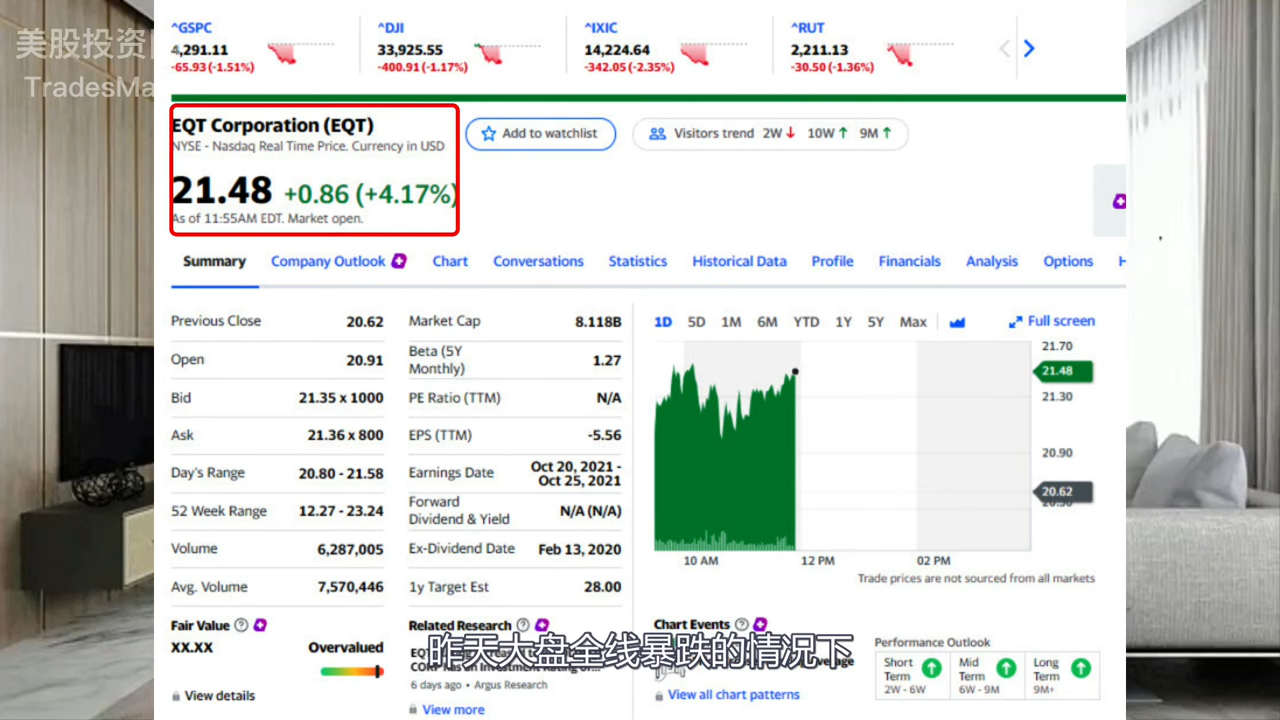 美股投资
TradesMa
^GSPC
4,291.11
-65.93 (-1.51%)
^DJI
33,925.55
-400.91 (-1.17%)
^IXIC
14,224.64
-342.05 (-2.35%)
^RUT
2,211.13
-30.50 (-1.36%)
EQT Corporation (EQT)
NYSE - Nasdaq Real Time Price. Currency in USD
Add to watchlist
Visitors trend 2W 10W 9M
21.48 +0.86 (+4.17%)
As of 11:55AM EDT. Market open.
Summary Company Outlook Chart Conversations Statistics Historical Data Profile Financials Analysis Options H
Previous Close 20.62
Open 20.91
Bid 21.35 x 1000
Ask 21.36 x 800
Day's Range 20.80 - 21.58
52 Week Range 12.27 - 23.24
Volume 6,287,005
Avg. Volume 7,570,446
Market Cap 8.118B
Beta (5Y
Monthly) 1.27
PE Ratio (TTM) N/A
EPS (TTM) -5.56
Earnings Date Oct 20, 2021 -
Oct 25, 2021
Forward
Dividend & Yield N/A (N/A)
Ex-Dividend Date Feb 13, 2020
1y Target Est 28.00
1D 5D 1M 6M YTD 1Y 5Y Max
Full screen
21.70
21.48
21.30
20.90
20.62
10 AM 12 PM 02 PM
Trade prices are not sourced from all markets
Fair Value
XX.XX Overvalued
View details
Related Research
6 days ago • Argus Research
View more
Chart Events
View all chart patterns
Performance Outlook
Short
Term
2W - 6W
Mid
Term
6W - 9M
Long
Term
9M+
昨天大盘全线暴跌的情况下